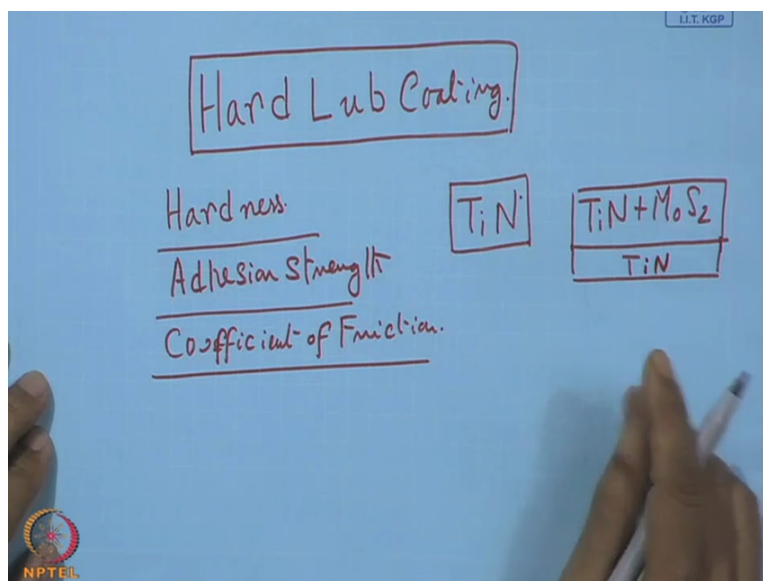 I.I.T. KGP
Hard Lub Coating.
Hardness.
TiN
TiN+MoS2
Adhesion Strength
TiN
Coefficient of Friction.
NPTEL